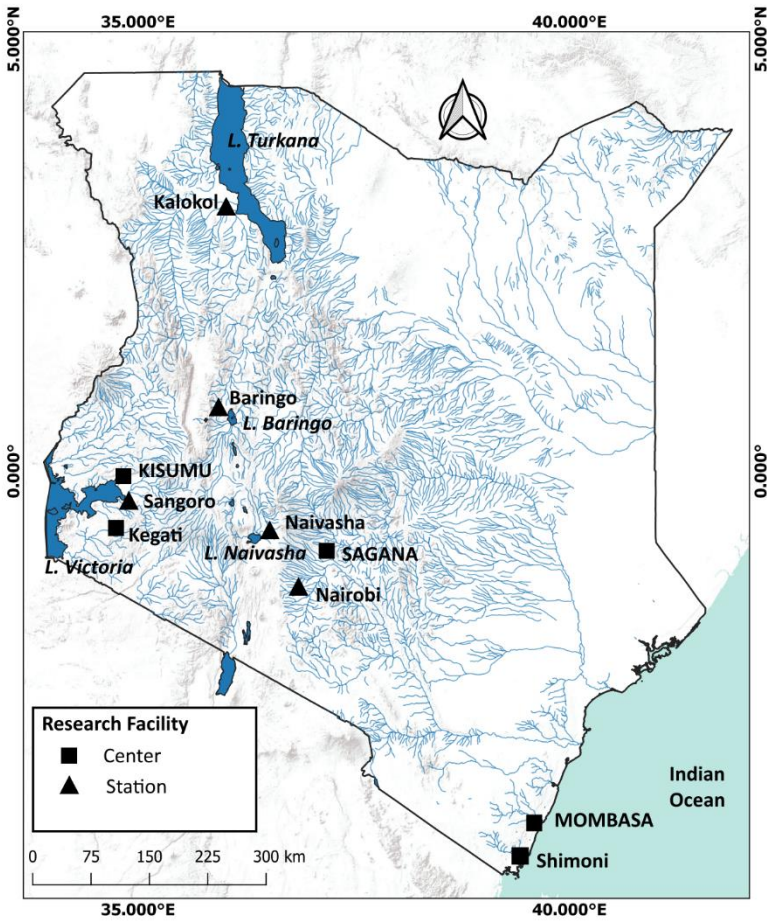 35.000°E
40.000°E
5.000°N
5.000°N
L. Turkana
Kalokol
Baringo
L. Baringo
0.000°
0.000°
KISUMU
Sangoro
Kegati
L. Victoria
Naivasha
L. Naivasha
SAGANA
Nairobi
Research Facility
Center
Station
Indian
Ocean
MOMBASA
Shimoni
0 75 150 225 300 km
35.000°E
40.000°E